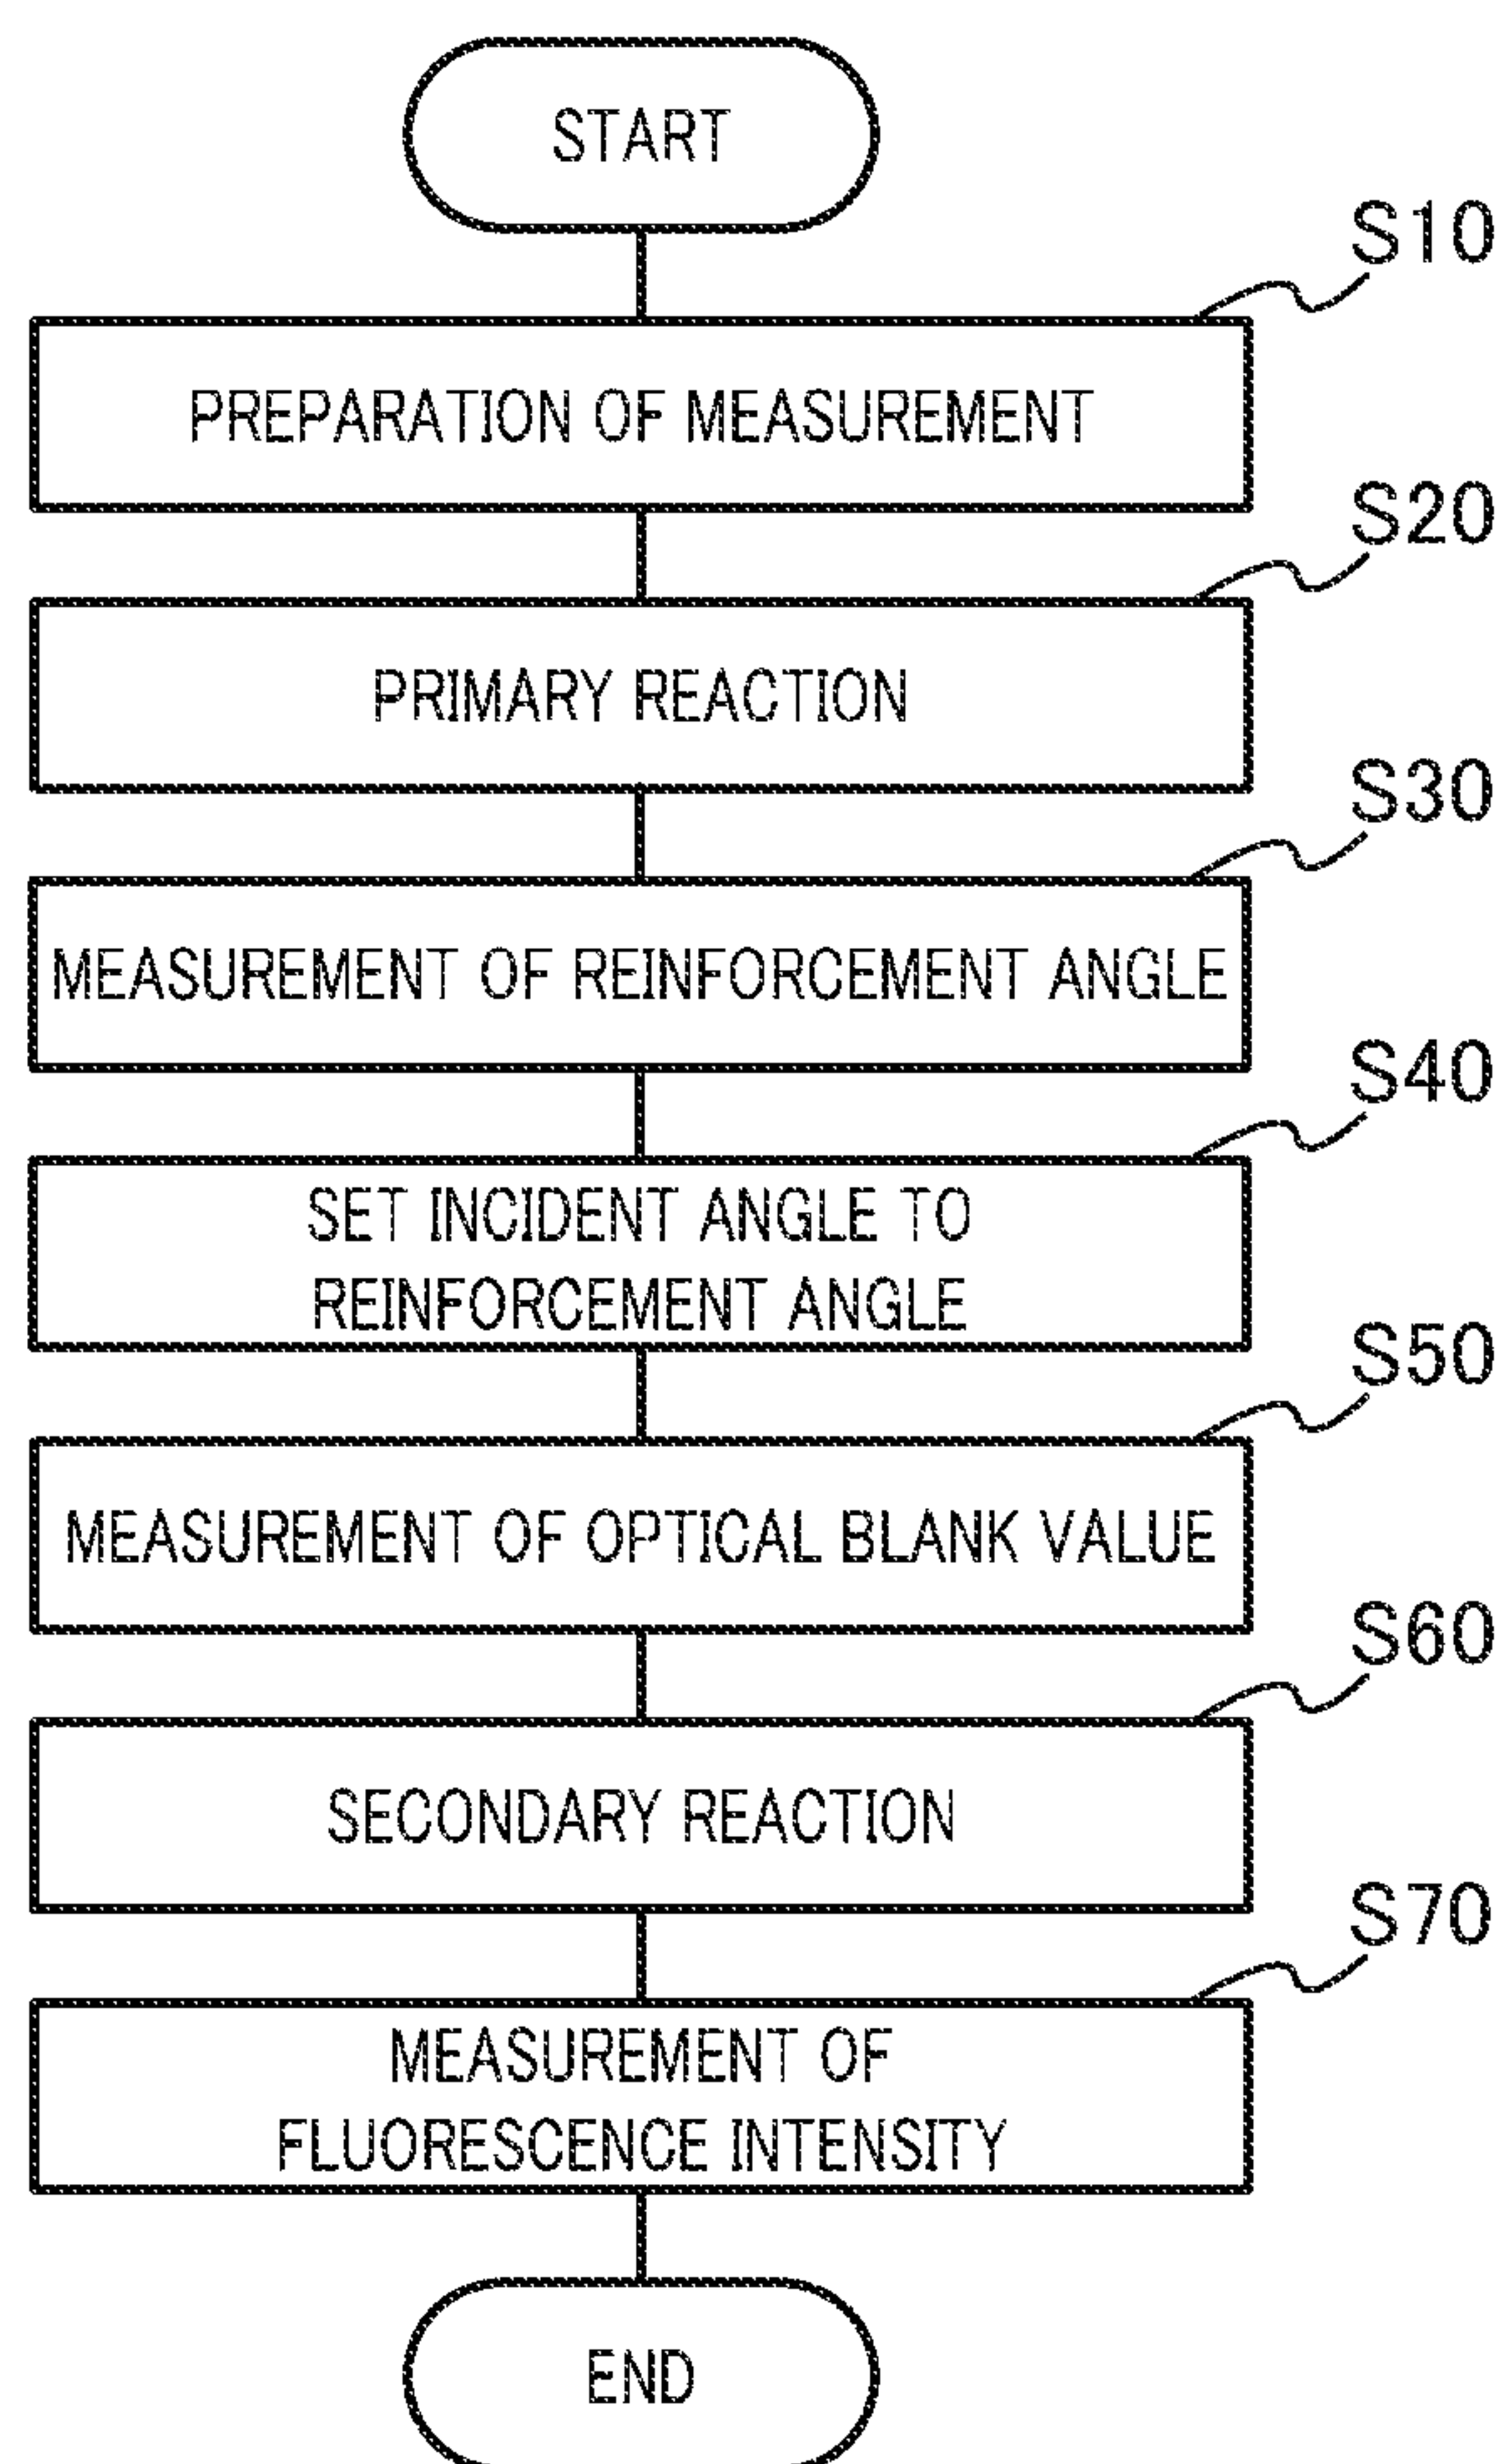 START
S10
PREPARATION OF MEASUREMENT
S20
PRIMARY REACTION
S30
MEASUREMENT OF REINFORCEMENT ANGLE
S40
SET INCIDENT ANGLE TO
REINFORCEMENT ANGLE
S50
MEASUREMENT OF OPTICAL BLANK VALUE
S60
SECONDARY REACTION
S70
MEASUREMENT OF
FLUORESCENCE INTENSITY
END